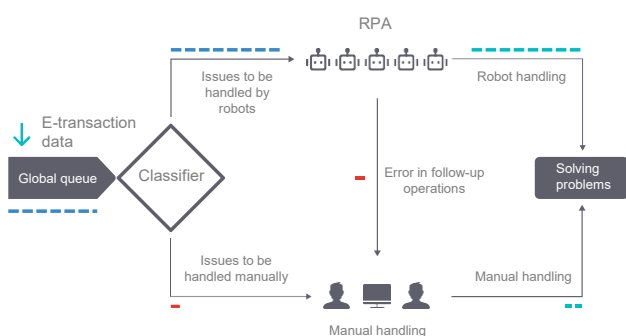 RPA
Issues to be
handled by
robots
Robot handling
E-transaction
data
Global queue
Classifier
Error in follow-up
operations
Solving
problems
Issues to be
handled manually
Manual handling
Manual handling